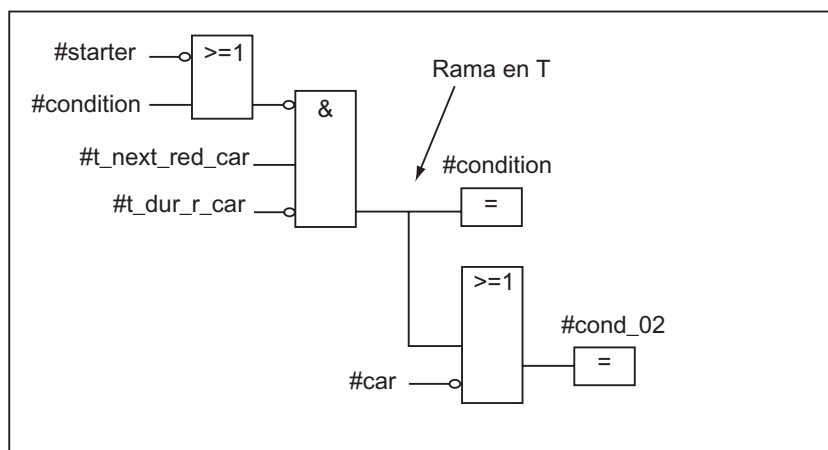 #starter
>=1
#condition
&
Rama en T
#t_next_red_car
#condition
#t_dur_r_car
=
>=1
#cond_02
=
#car